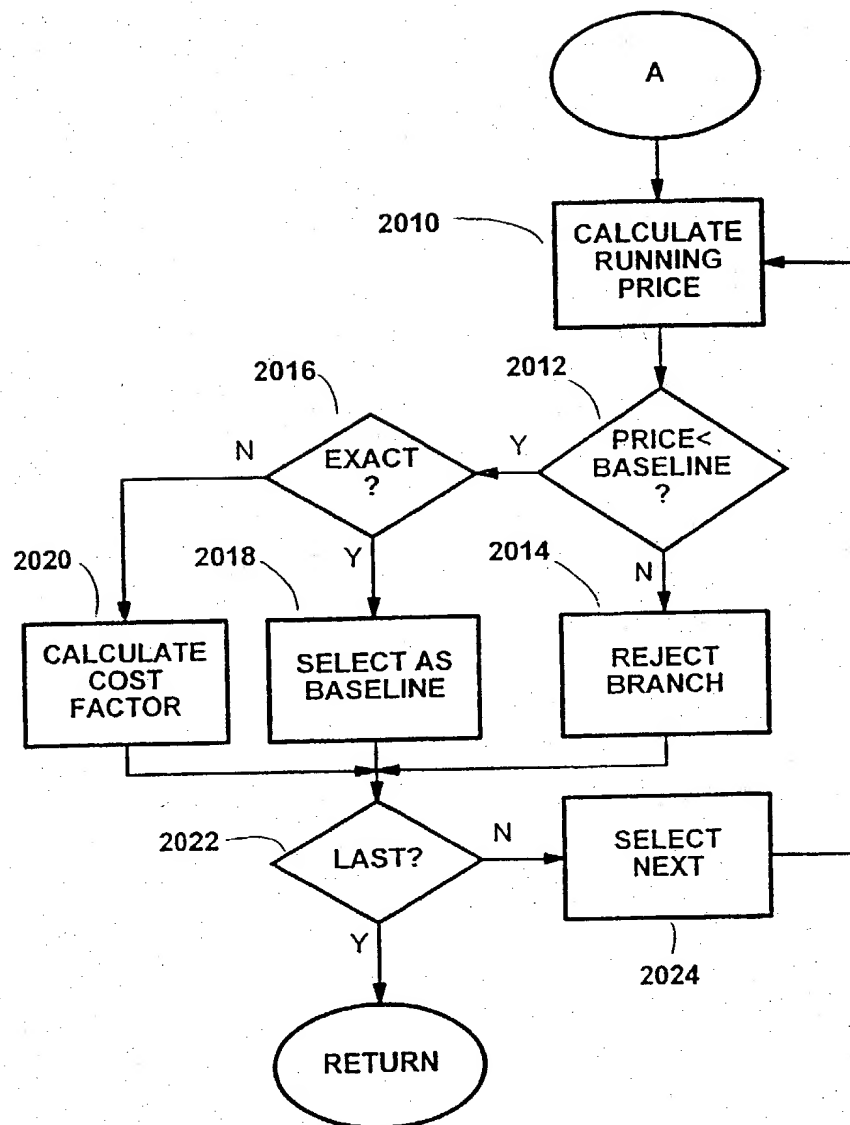 A
2010
CALCULATE
RUNNING
PRICE
2016
2012
N
EXACT
?
Y
PRICE<
BASELINE
?
2020
2018
Y
2014
N
CALCULATE
COST
FACTOR
SELECT AS
BASELINE
REJECT
BRANCH
2022
LAST?
N
SELECT
NEXT
Y
2024
RETURN